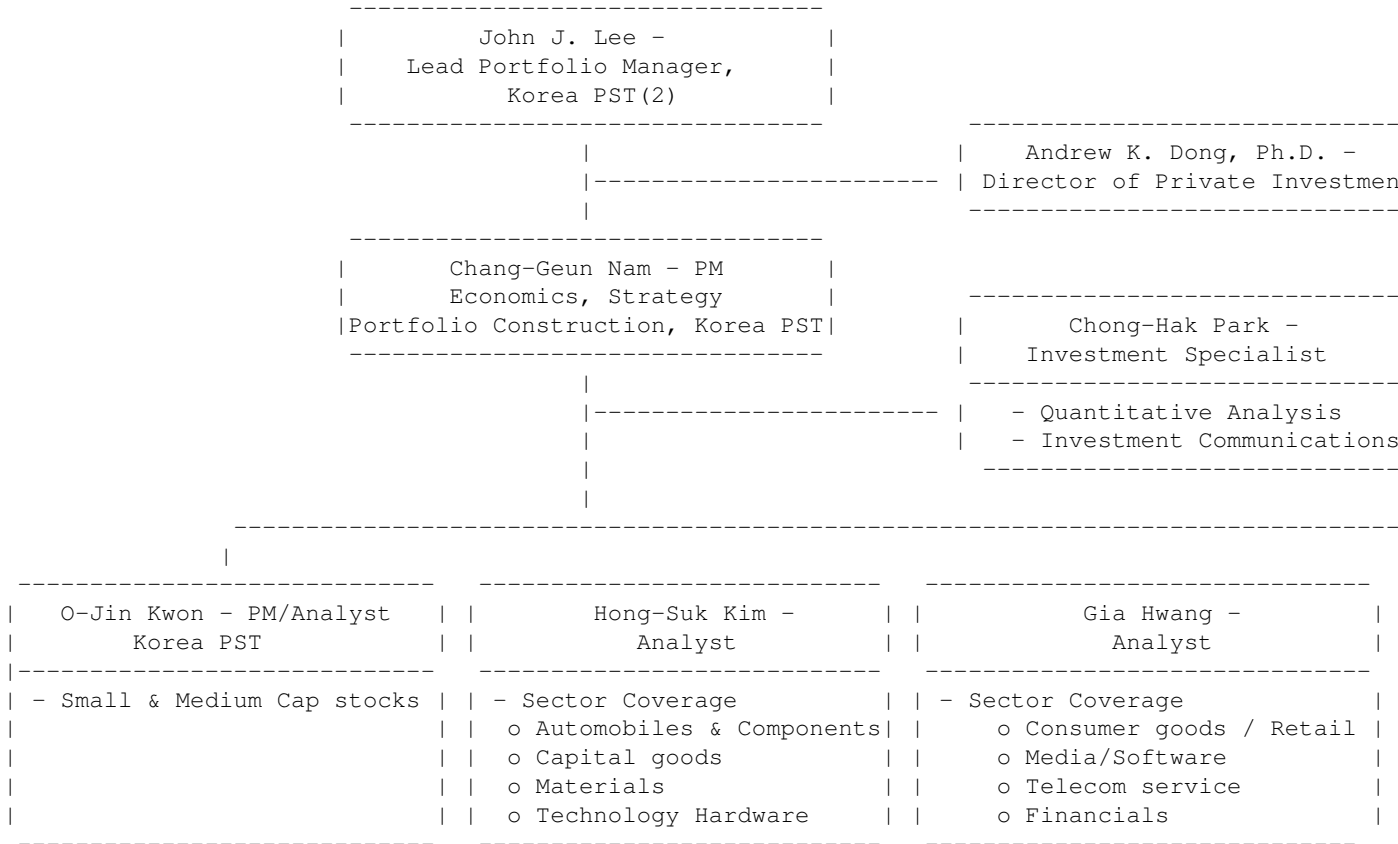 John J. Lee -
Lead Portfolio Manager,
Korea PST(2)
Andrew K. Dong, Ph.D. -
Director of Private Investmen
Chang-Geun Nam - PM
Economics, Strategy
Portfolio Construction, Korea PST
Chong-Hak Park -
Investment Specialist
- Quantitative Analysis
- Investment Communications
O-Jin Kwon - PM/Analyst
Korea PST
- Small & Medium Cap stocks
Hong-Suk Kim -
Analyst
- Sector Coverage
o Automobiles & Components
o Capital goods
o Materials
o Technology Hardware
Gia Hwang -
Analyst
- Sector Coverage
o Consumer goods / Retail
o Media/Software
o Telecom service
o Financials